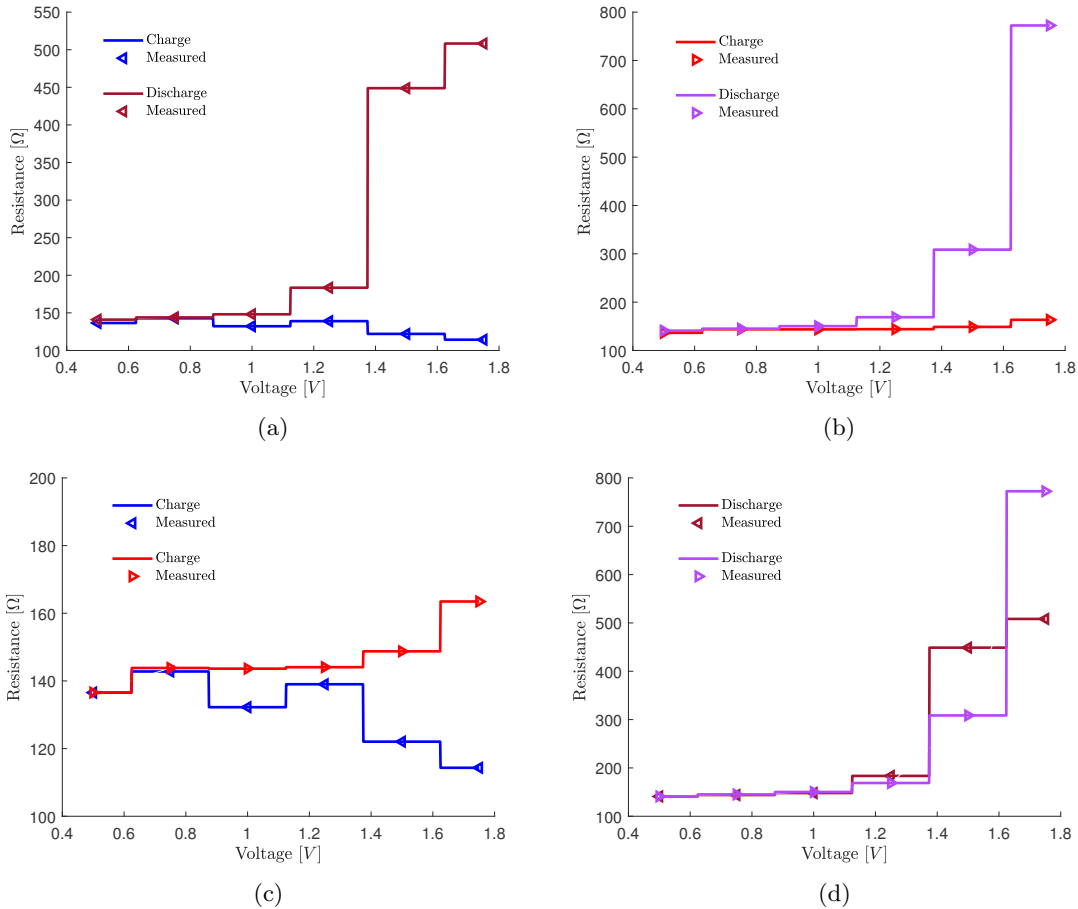 550
500
450
400
350
300
250
200
150
100
0.4 0.6 0.8 1 1.2 1.4 1.6 1.8
Resistance [Ω]
Voltage [V]
Charge
Measured
Discharge
Measured
(a)
800
700
600
500
400
300
200
100
0.4 0.6 0.8 1 1.2 1.4 1.6 1.8
Resistance [Ω]
Voltage [V]
Charge
Measured
Discharge
Measured
(b)
200
180
160
140
120
100
0.4 0.6 0.8 1 1.2 1.4 1.6 1.8
Resistance [Ω]
Voltage [V]
Charge
Measured
Charge
Measured
(c)
800
700
600
500
400
300
200
100
0.4 0.6 0.8 1 1.2 1.4 1.6 1.8
Resistance [Ω]
Voltage [V]
Discharge
Measured
Discharge
Measured
(d)